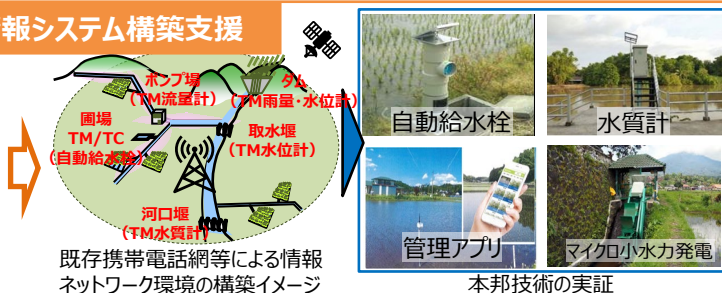 報システム構築支援
ポンプ場
(TM流量計)
ダム
(TM雨量・水位計)
圃場
TM/TC
(自動給水栓)
取水堰
(TM水位計)
河口堰
(TM水質計)
既存携帯電話網等による情報
ネットワーク環境の構築イメージ
自動給水栓
水質計
管理アプリ
マイクロ小水力発電
本邦技術の実証